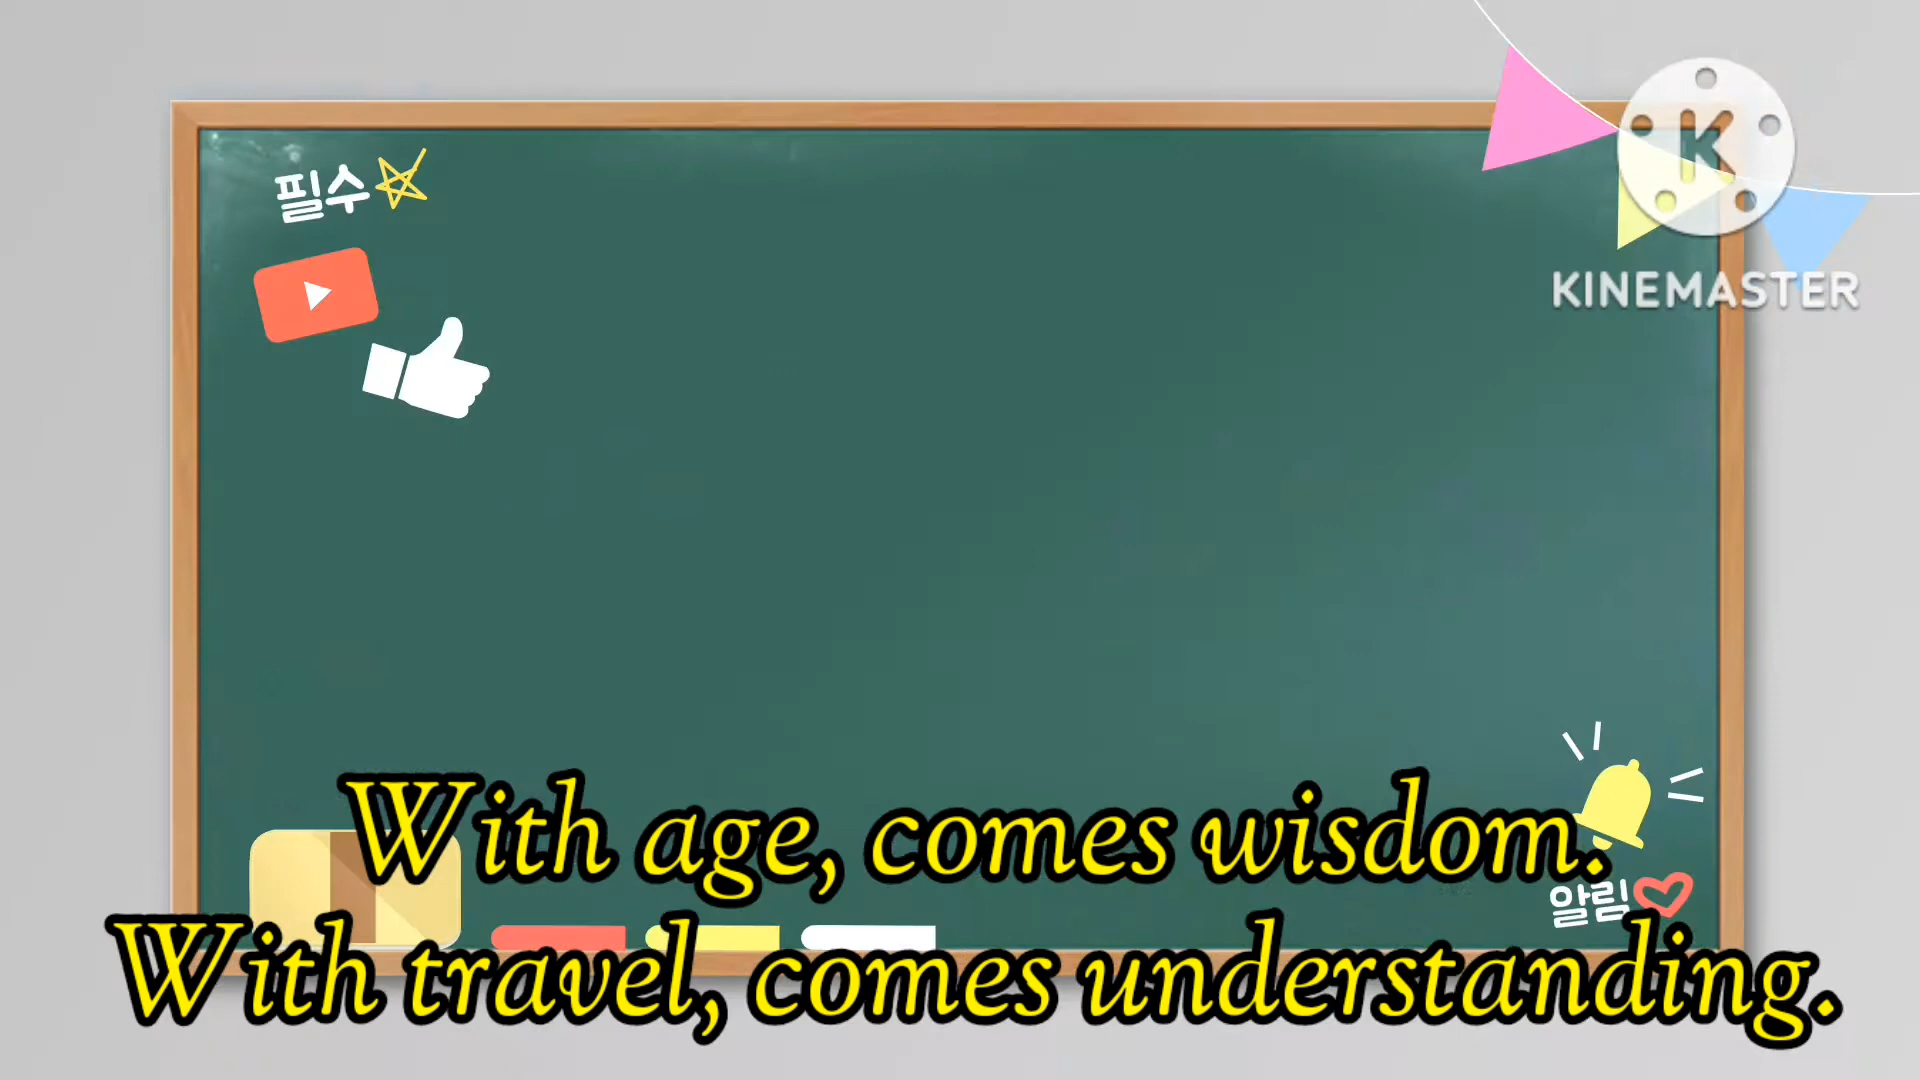 필수
K
KINEMASTER
With age, comes wisdom.
알림
With travel, comes understanding.